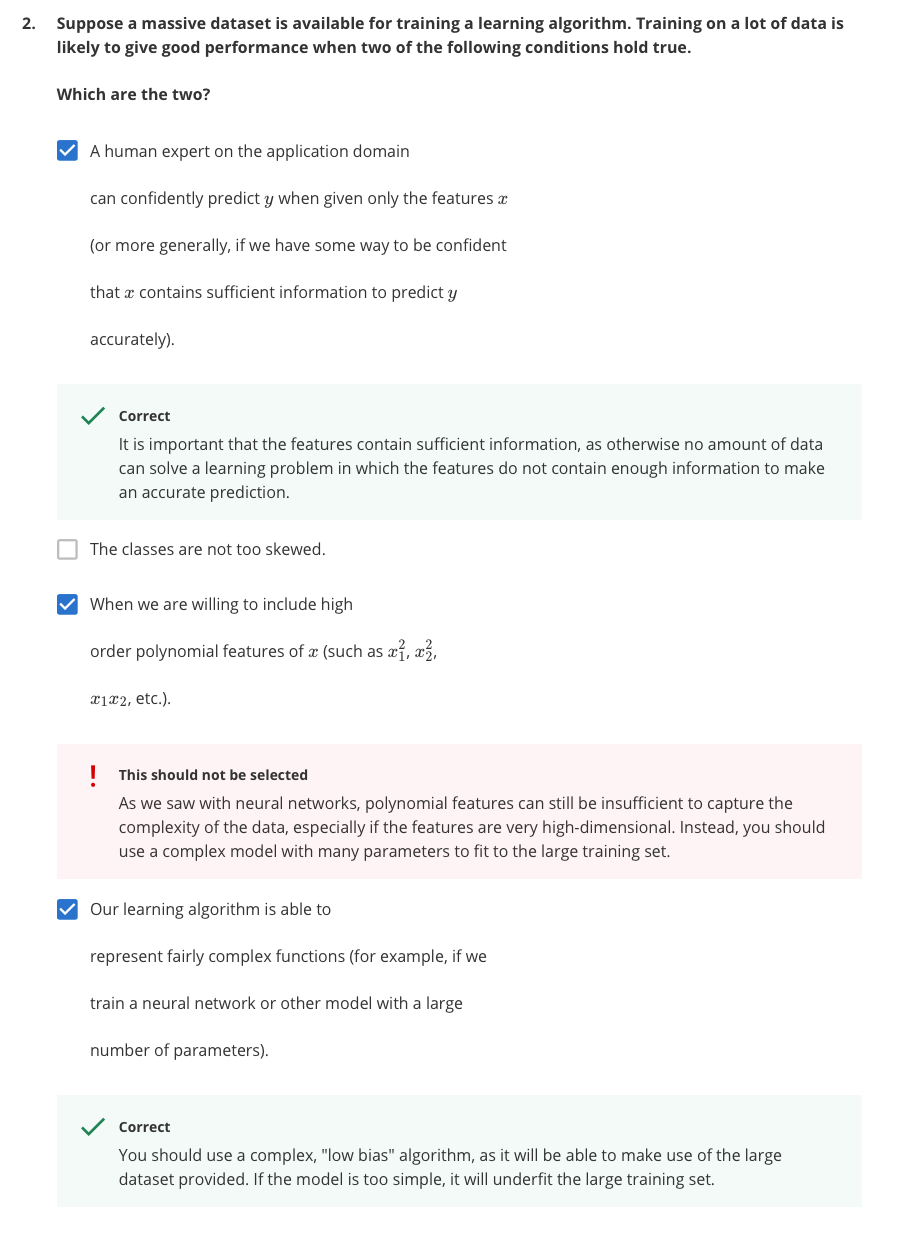 2. Suppose a massive dataset is available for training a learning algorithm. Training on a lot of data is
likely to give good performance when two of the following conditions hold true.
Which are the two?
A human expert on the application domain
can confidently predict y when given only the features x
(or more generally, if we have some way to be confident
that x contains sufficient information to predict y
accurately).
Correct
It is important that the features contain sufficient information, as otherwise no amount of data
can solve a learning problem in which the features do not contain enough information to make
an accurate prediction.
The classes are not too skewed.
When we are willing to include high
order polynomial features of x (such as x₁², x₂²,
x₁x₂, etc.).
! This should not be selected
As we saw with neural networks, polynomial features can still be insufficient to capture the
complexity of the data, especially if the features are very high-dimensional. Instead, you should
use a complex model with many parameters to fit to the large training set.
Our learning algorithm is able to
represent fairly complex functions (for example, if we
train a neural network or other model with a large
number of parameters).
Correct
You should use a complex, "low bias" algorithm, as it will be able to make use of the large
dataset provided. If the model is too simple, it will underfit the large training set.